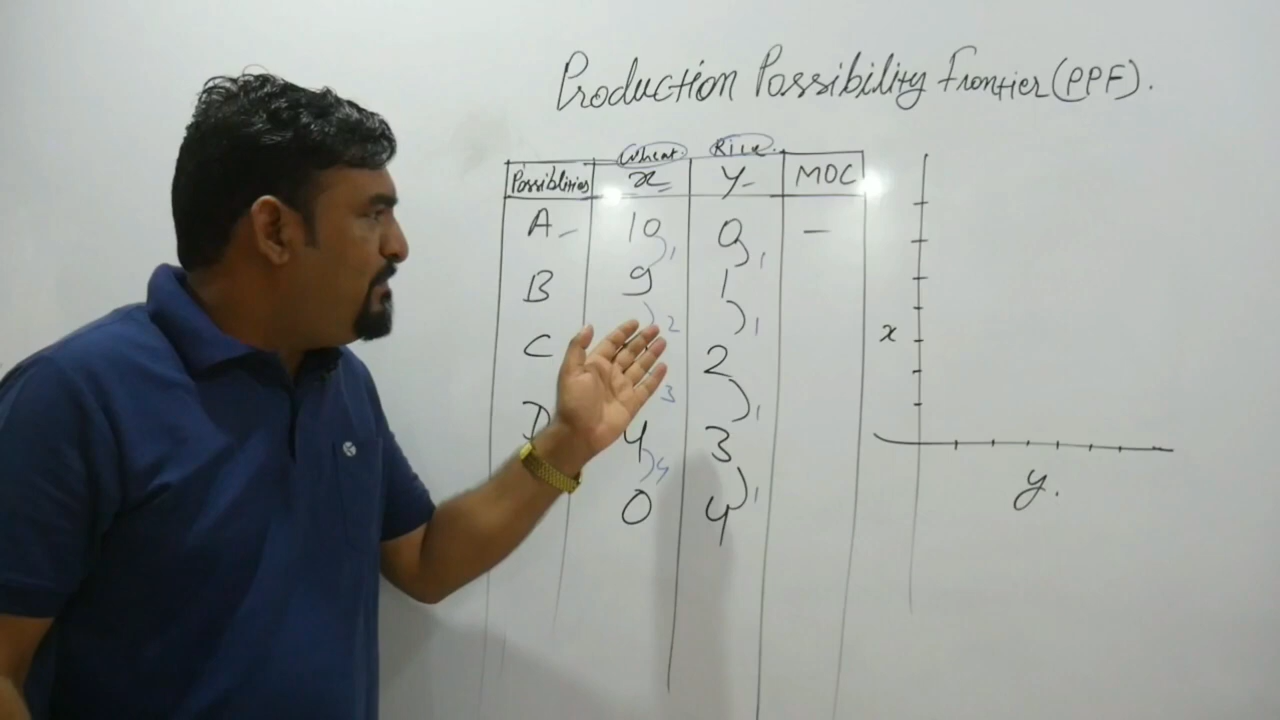 Production Possibility Frontier (PPF).
Wheat. Rice.
Possiblities x y MOC
A 10 0 —
1 1
B 9 1
2 1
C 2
3 1
D 4 3
4 1
0 4
x
y.